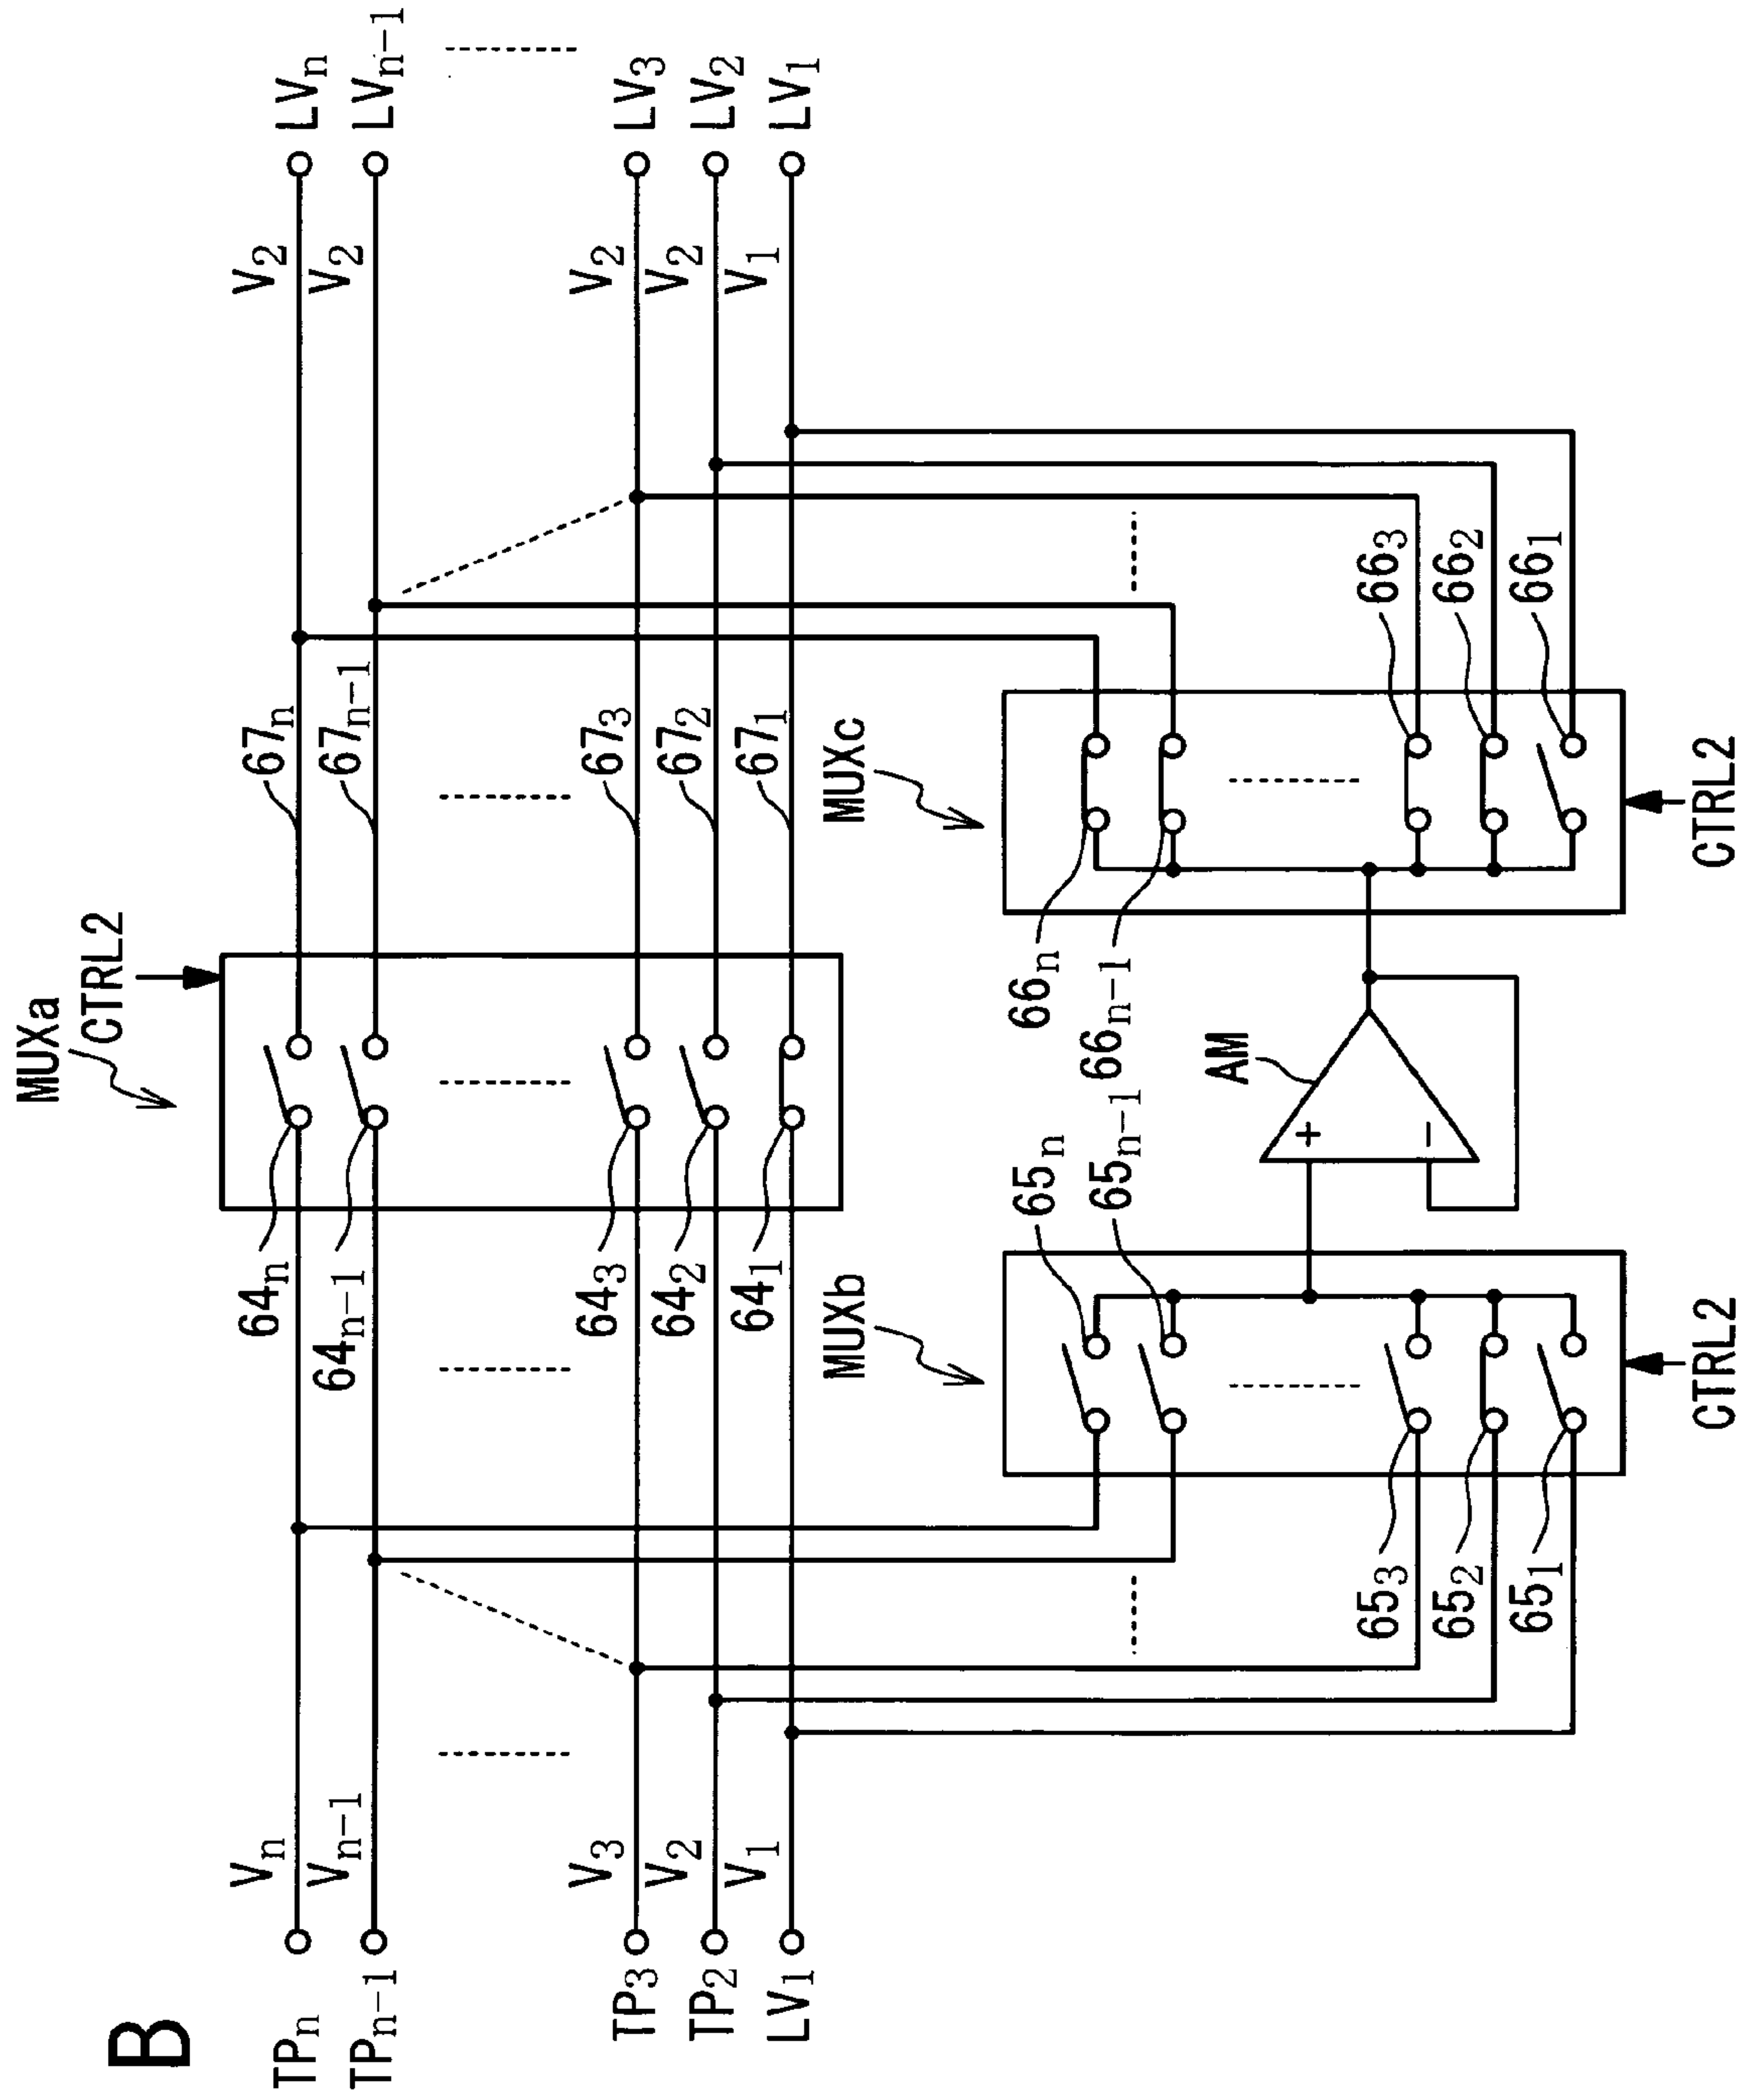 B
MUXa
CTRL2
TPn
Vn
64n
67n
V2
LVn
TPn-1
Vn-1
64n-1
67n-1
V2
LVn-1
TP3
V3
643
673
V2
LV3
TP2
V2
642
672
V2
LV2
LV1
V1
641
671
V1
LV1
MUXb
65n
65n-1
653
652
651
CTRL2
AM
+
−
MUXc
66n
66n-1
663
662
661
CTRL2